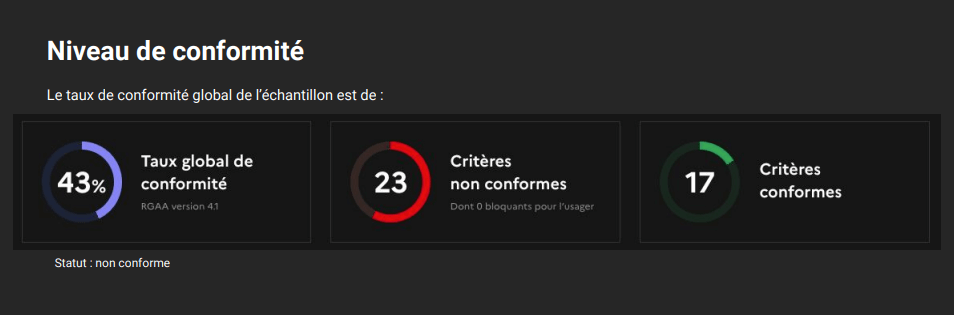 Niveau de conformité
Le taux de conformité global de l'échantillon est de :
43%
Taux global de
conformité
RGAA version 4.1
23
Critères
non conformes
Dont 0 bloquants pour l'usager
17
Critères
conformes
Statut : non conforme